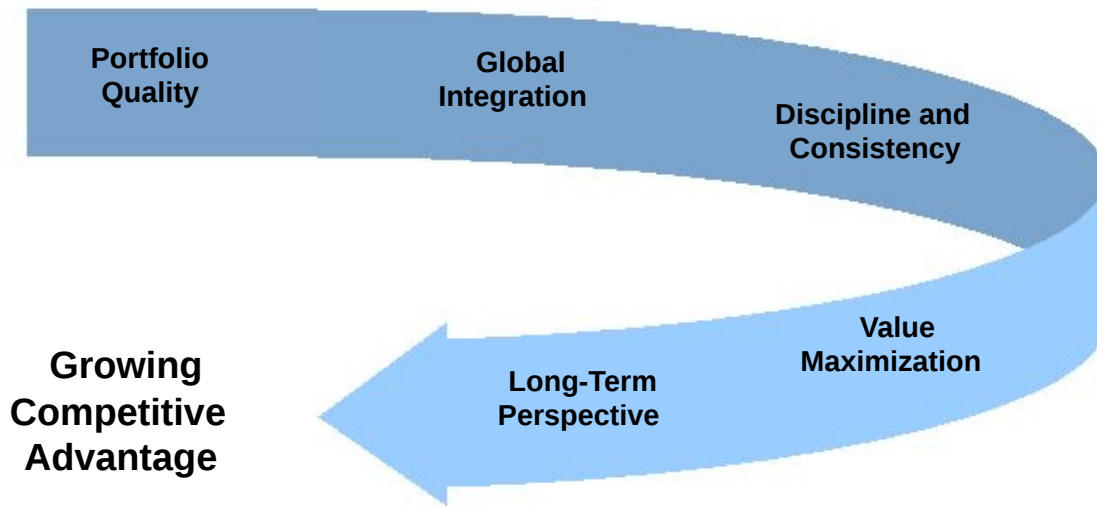 Portfolio
Quality
Global
Integration
Discipline and
Consistency
Value
Maximization
Long-Term
Perspective
Growing
Competitive
Advantage